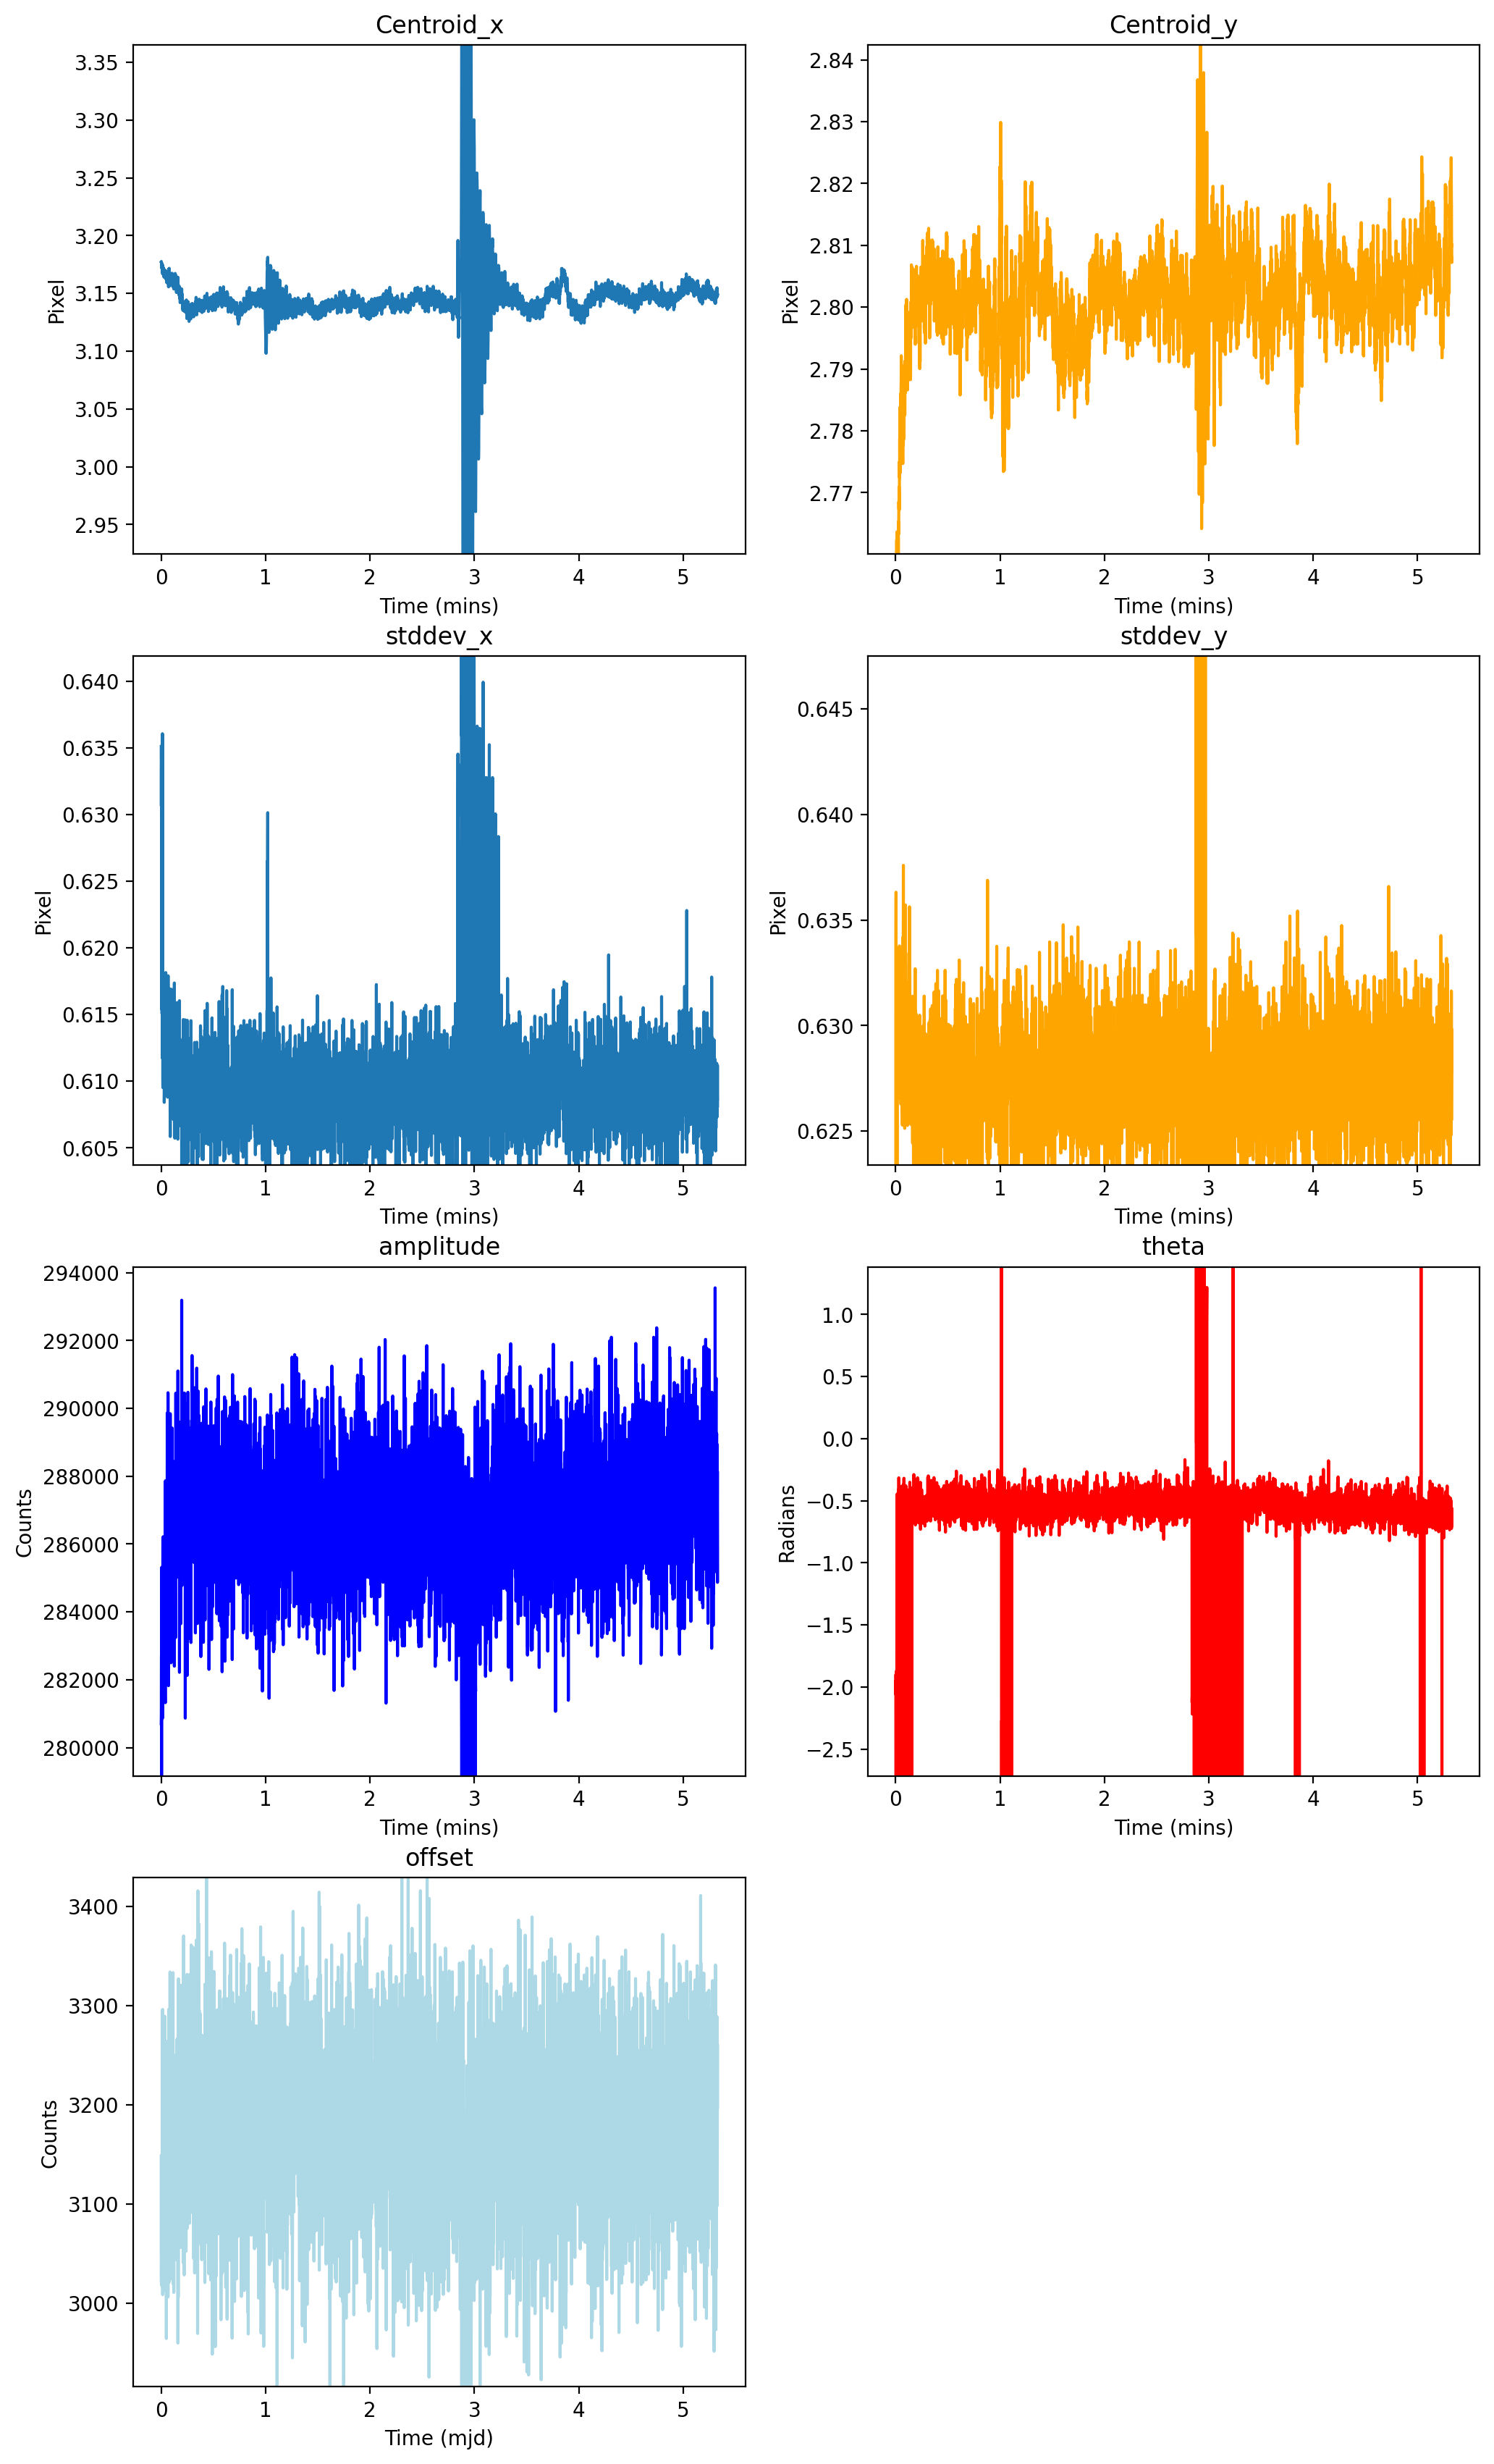 Centroid_x
3.35
3.30
3.25
3.20
3.15
3.10
3.05
3.00
2.95
Pixel
0 1 2 3 4 5
Time (mins)
Centroid_y
2.84
2.83
2.82
2.81
2.80
2.79
2.78
2.77
Pixel
0 1 2 3 4 5
Time (mins)
stddev_x
0.640
0.635
0.630
0.625
0.620
0.615
0.610
0.605
Pixel
0 1 2 3 4 5
Time (mins)
stddev_y
0.645
0.640
0.635
0.630
0.625
Pixel
0 1 2 3 4 5
Time (mins)
amplitude
294000
292000
290000
288000
286000
284000
282000
280000
Counts
0 1 2 3 4 5
Time (mins)
theta
1.0
0.5
0.0
−0.5
−1.0
−1.5
−2.0
−2.5
Radians
0 1 2 3 4 5
Time (mins)
offset
3400
3300
3200
3100
3000
Counts
0 1 2 3 4 5
Time (mjd)